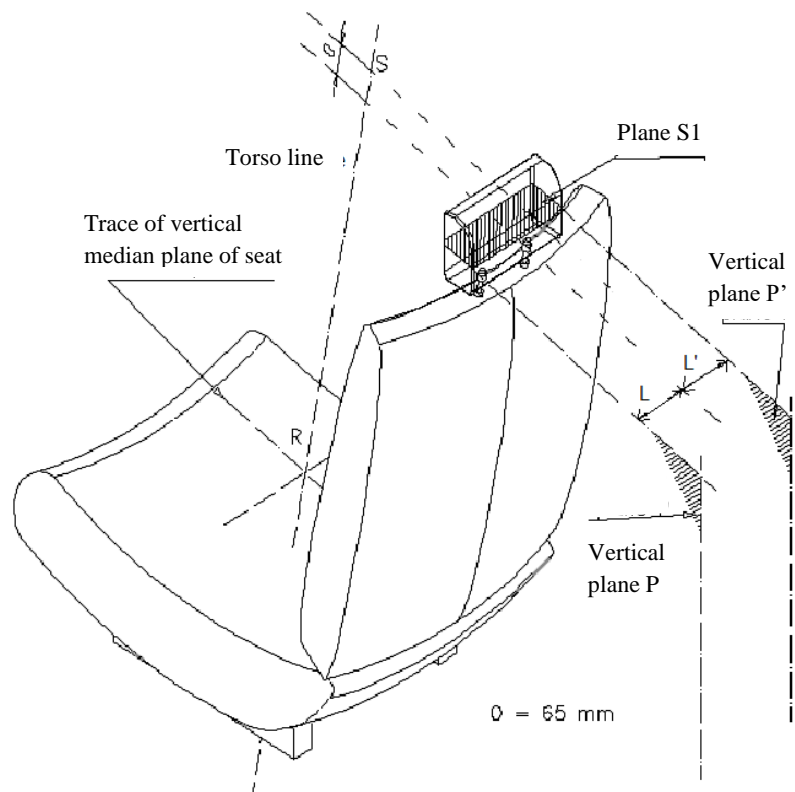 S
Plane S1
Torso line
Trace of vertical
median plane of seat
Vertical
plane P’
L'
L
R
Vertical
plane P
0 = 65 mm